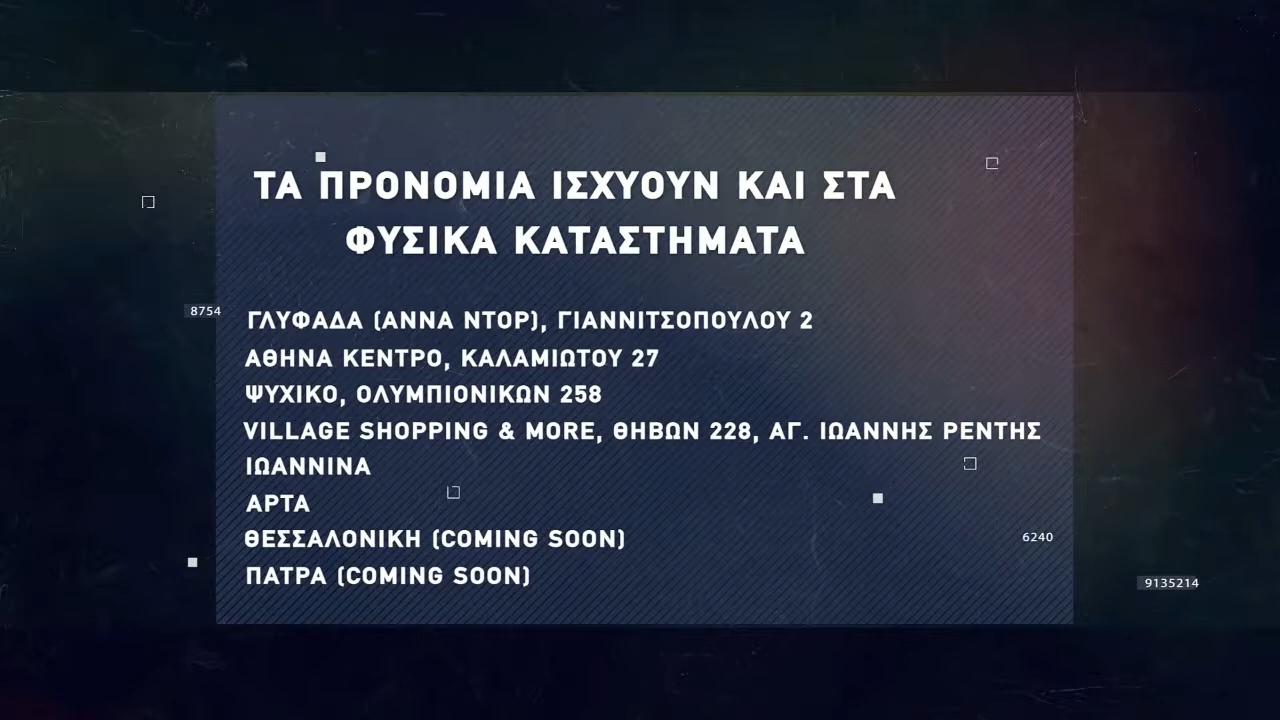 ΤΑ ΠΡΟΝΟΜΙΑ ΙΣΧΥΟΥΝ ΚΑΙ ΣΤΑ
ΦΥΣΙΚΑ ΚΑΤΑΣΤΗΜΑΤΑ
8754
ΓΛΥΦΑΔΑ (ΑΝΝΑ ΝΤΟΡ), ΓΙΑΝΝΙΤΣΟΠΟΥΛΟΥ 2
ΑΘΗΝΑ ΚΕΝΤΡΟ, ΚΑΛΑΜΙΩΤΟΥ 27
ΨΥΧΙΚΟ, ΟΛΥΜΠΙΟΝΙΚΩΝ 258
VILLAGE SHOPPING & MORE, ΘΗΒΩΝ 228, ΑΓ. ΙΩΑΝΝΗΣ ΡΕΝΤΗΣ
ΙΩΑΝΝΙΝΑ
ΑΡΤΑ
ΘΕΣΣΑΛΟΝΙΚΗ (COMING SOON)
6240
ΠΑΤΡΑ (COMING SOON)
9135214